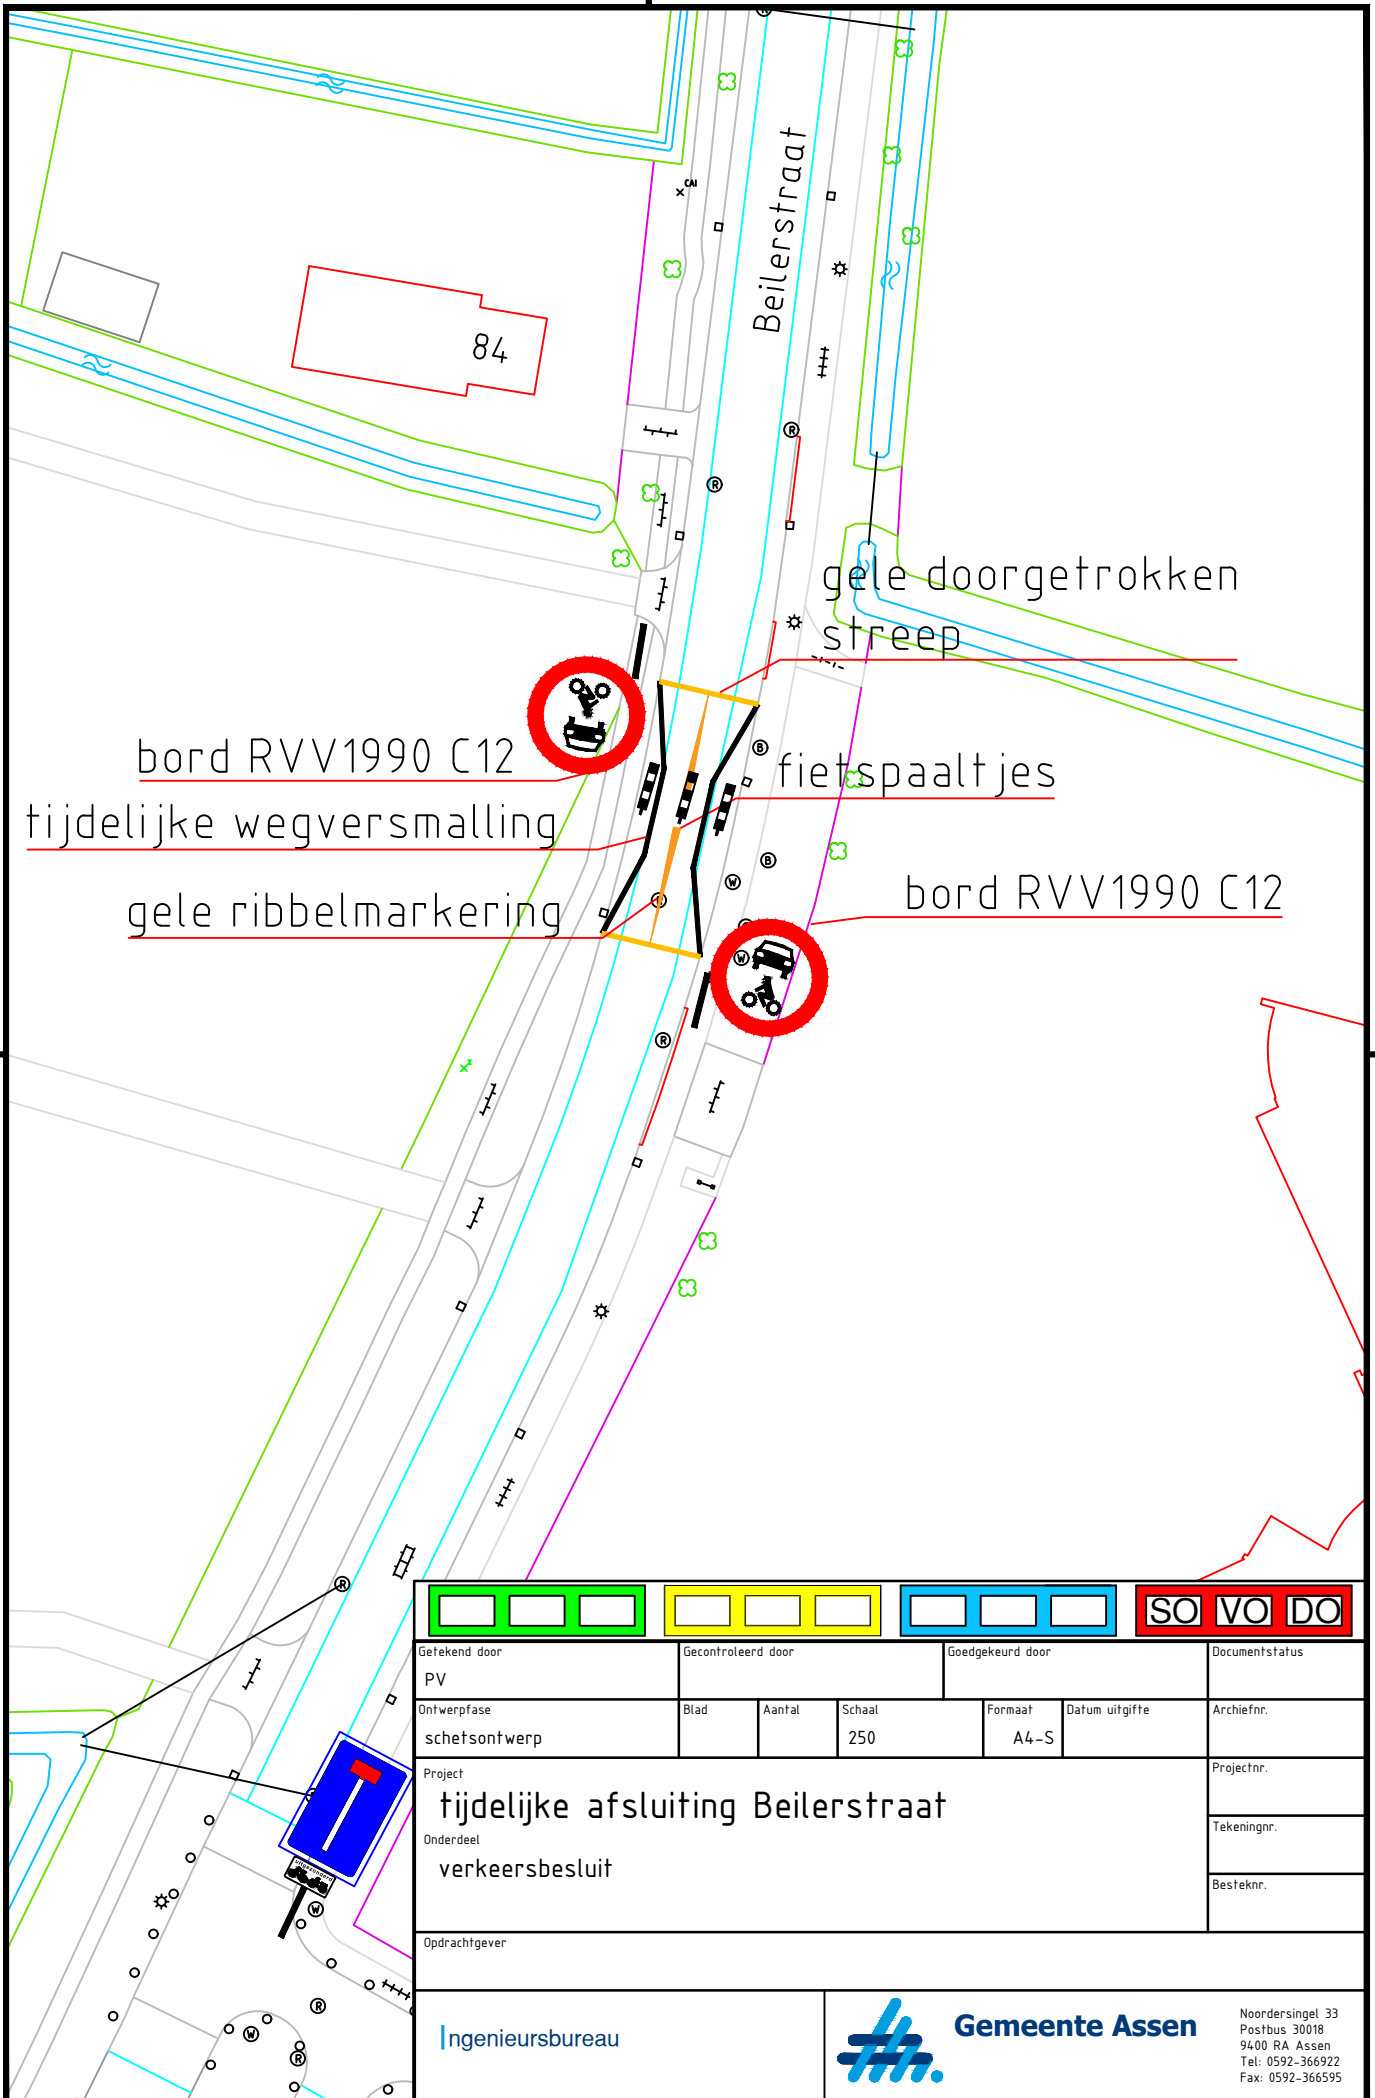 CAI
Beilerstraat
84
R
R
R
gele doorgetrokken
streep
bord RVV1990 C12
B
fietspaaltjes
tijdelijke wegversmalling
B
W
bord RVV1990 C12
gele ribbelmarkering
W
R
R
SO VO DO
Getekend door
PV
Gecontroleerd door
Goedgekeurd door
Documentstatus
Ontwerpfase
schetsontwerp
Blad
Aantal
Schaal
250
Formaat
A4-S
Datum uitgifte
Archiefnr.
Project
tijdelijke afsluiting Beilerstraat
Onderdeel
verkeersbesluit
Projectnr.
Tekeningnr.
Besteknr.
uitgezonderd
W
R
W
R
Opdrachtgever
Ingenieursbureau
Gemeente Assen
Noordersingel 33
Postbus 30018
9400 RA Assen
Tel: 0592-366922
Fax: 0592-366595